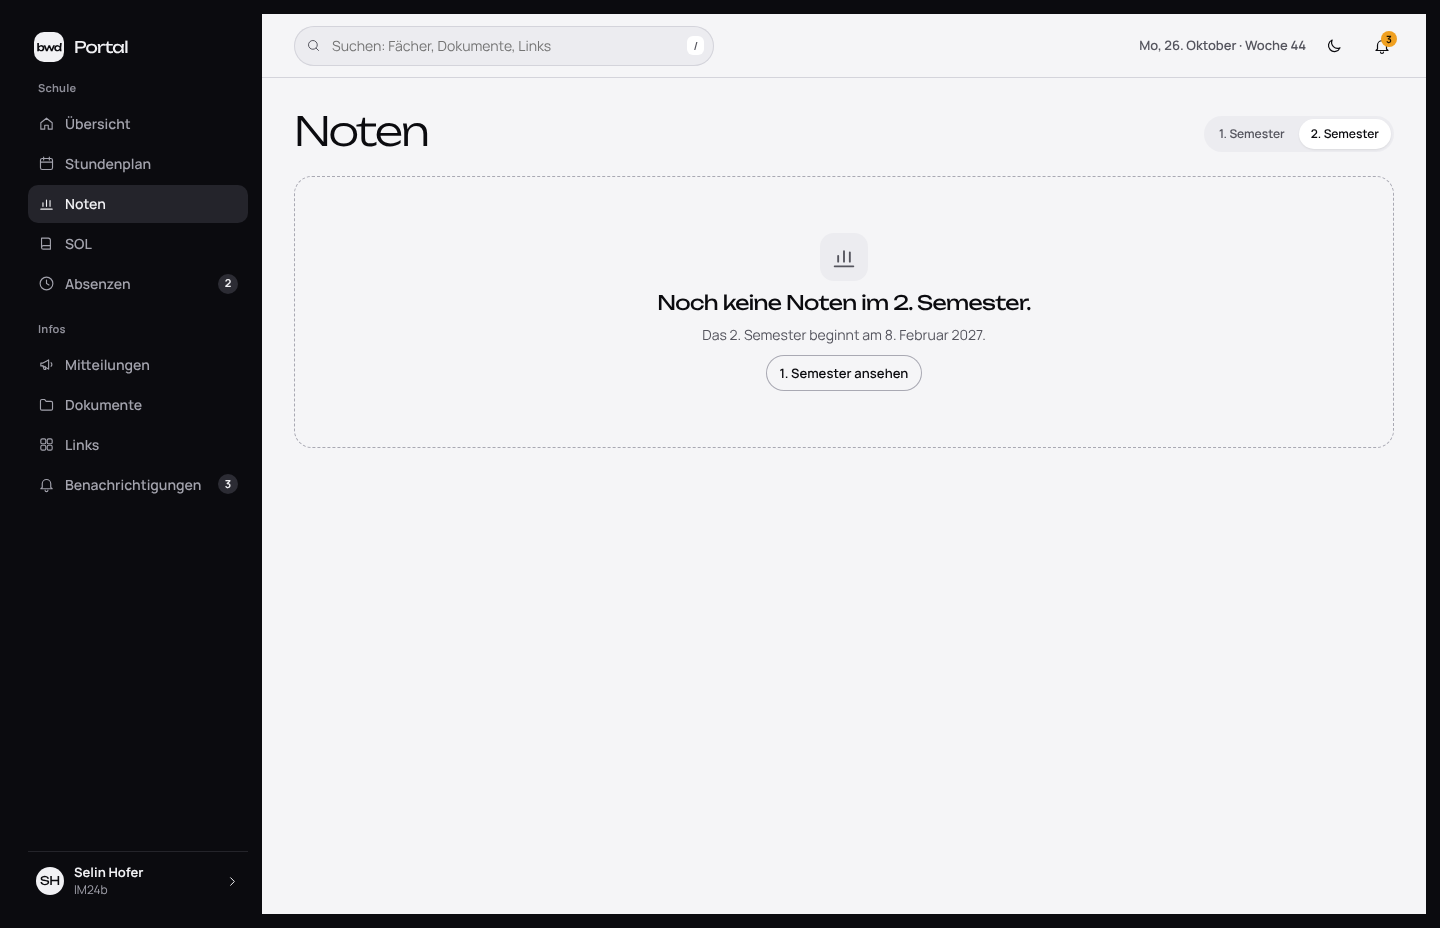 bwd Portal
Schule
Übersicht
Stundenplan
Noten
SOL
Absenzen 2
Infos
Mitteilungen
Dokumente
Links
Benachrichtigungen 3
SH Selin Hofer
IM24b
Suchen: Fächer, Dokumente, Links /
Mo, 26. Oktober · Woche 44
3
Noten
1. Semester 2. Semester
Noch keine Noten im 2. Semester.
Das 2. Semester beginnt am 8. Februar 2027.
1. Semester ansehen